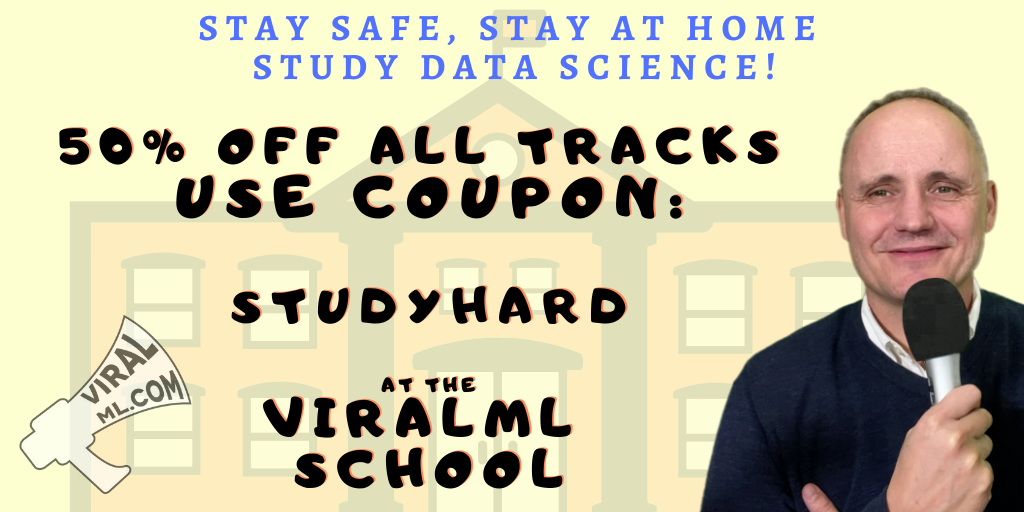 STAY SAFE, STAY AT HOME
STUDY DATA SCIENCE!
50% OFF ALL TRACKS
USE COUPON:
STUDYHARD
AT THE
VIRALML
SCHOOL
VIRAL
ML.COM